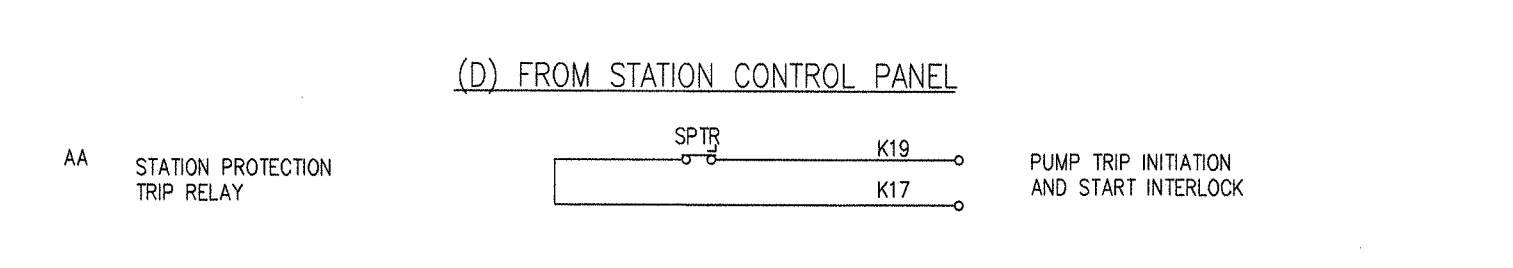 (D) FROM STATION CONTROL PANEL
AA
STATION PROTECTION
TRIP RELAY
SPTR
K19
K17
PUMP TRIP INITIATION
AND START INTERLOCK